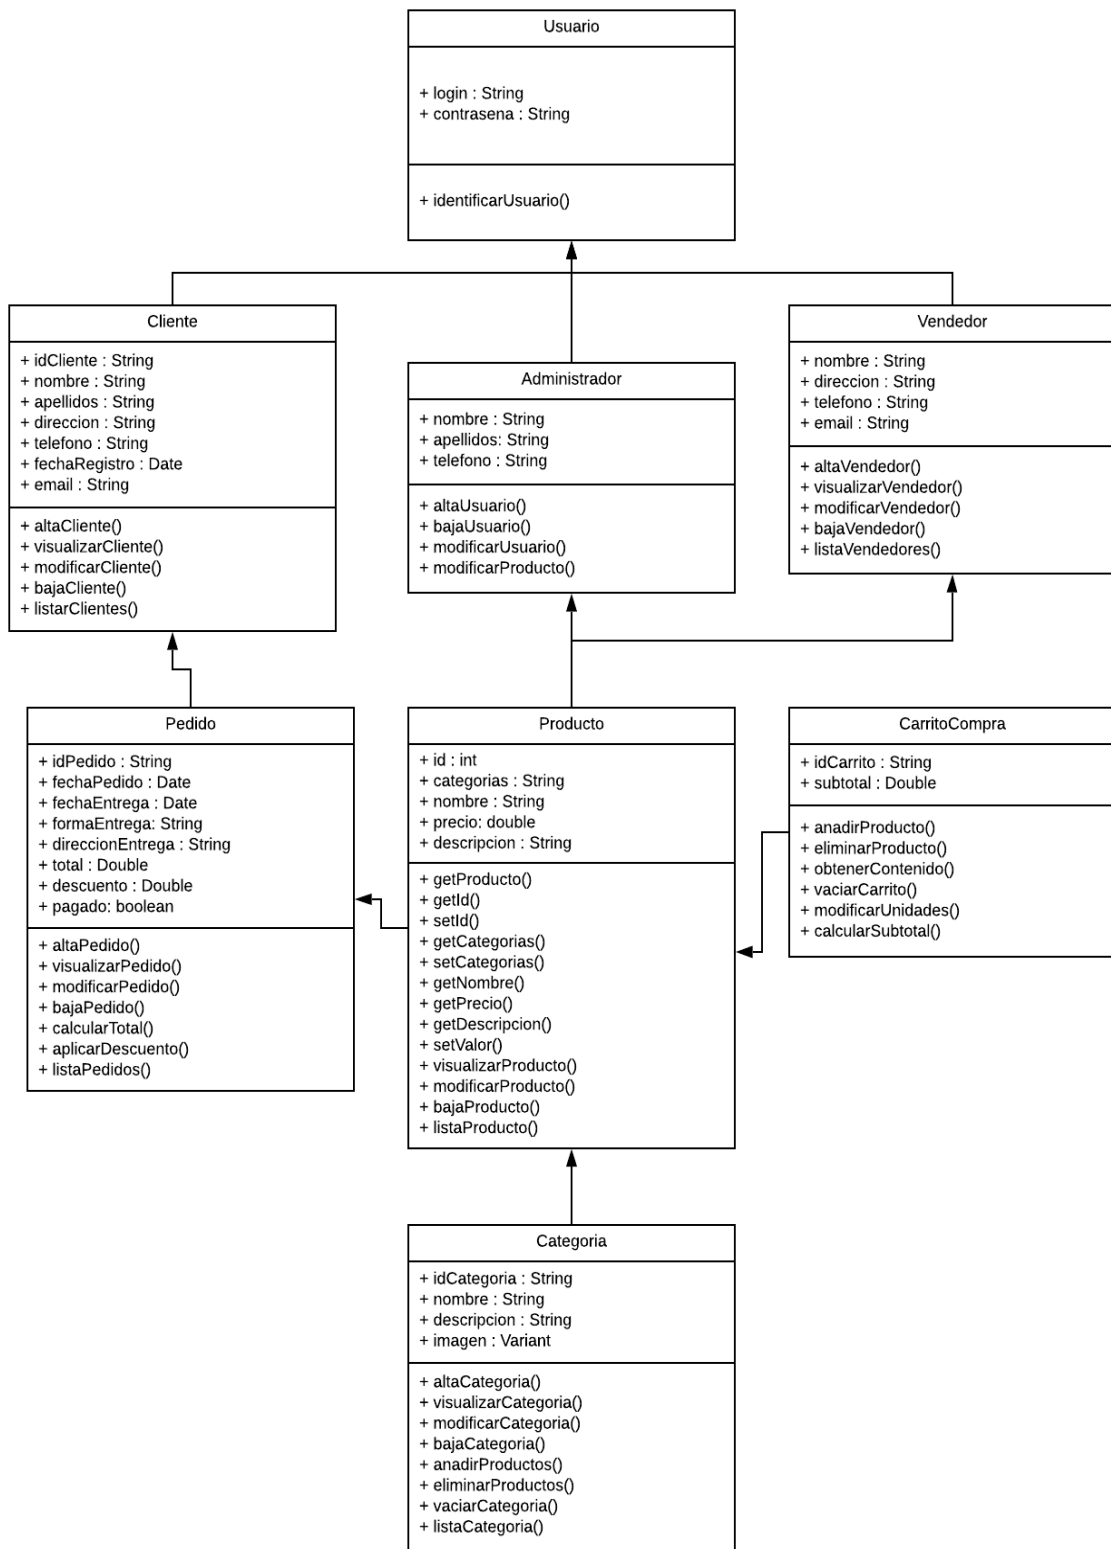 Usuario
+ login : String
+ contrasena : String
+ identificarUsuario()
Cliente
+ idCliente : String
+ nombre : String
+ apellidos : String
+ direccion : String
+ telefono : String
+ fechaRegistro : Date
+ email : String
+ altaCliente()
+ visualizarCliente()
+ modificarCliente()
+ bajaCliente()
+ listarClientes()
Administrador
+ nombre : String
+ apellidos: String
+ telefono : String
+ altaUsuario()
+ bajaUsuario()
+ modificarUsuario()
+ modificarProducto()
Vendedor
+ nombre : String
+ direccion : String
+ telefono : String
+ email : String
+ altaVendedor()
+ visualizarVendedor()
+ modificarVendedor()
+ bajaVendedor()
+ listaVendedores()
Pedido
+ idPedido : String
+ fechaPedido : Date
+ fechaEntrega : Date
+ formaEntrega: String
+ direccionEntrega : String
+ total : Double
+ descuento : Double
+ pagado: boolean
+ altaPedido()
+ visualizarPedido()
+ modificarPedido()
+ bajaPedido()
+ calcularTotal()
+ aplicarDescuento()
+ listaPedidos()
Producto
+ id : int
+ categorias : String
+ nombre : String
+ precio: double
+ descripcion : String
+ getProducto()
+ getId()
+ setId()
+ getCategorias()
+ setCategorias()
+ getNombre()
+ getPrecio()
+ getDescripcion()
+ setValor()
+ visualizarProducto()
+ modificarProducto()
+ bajaProducto()
+ listaProducto()
CarritoCompra
+ idCarrito : String
+ subtotal : Double
+ anadirProducto()
+ eliminarProducto()
+ obtenerContenido()
+ vaciarCarrito()
+ modificarUnidades()
+ calcularSubtotal()
Categoria
+ idCategoria : String
+ nombre : String
+ descripcion : String
+ imagen : Variant
+ altaCategoria()
+ visualizarCategoria()
+ modificarCategoria()
+ bajaCategoria()
+ anadirProductos()
+ eliminarProductos()
+ vaciarCategoria()
+ listaCategoria()